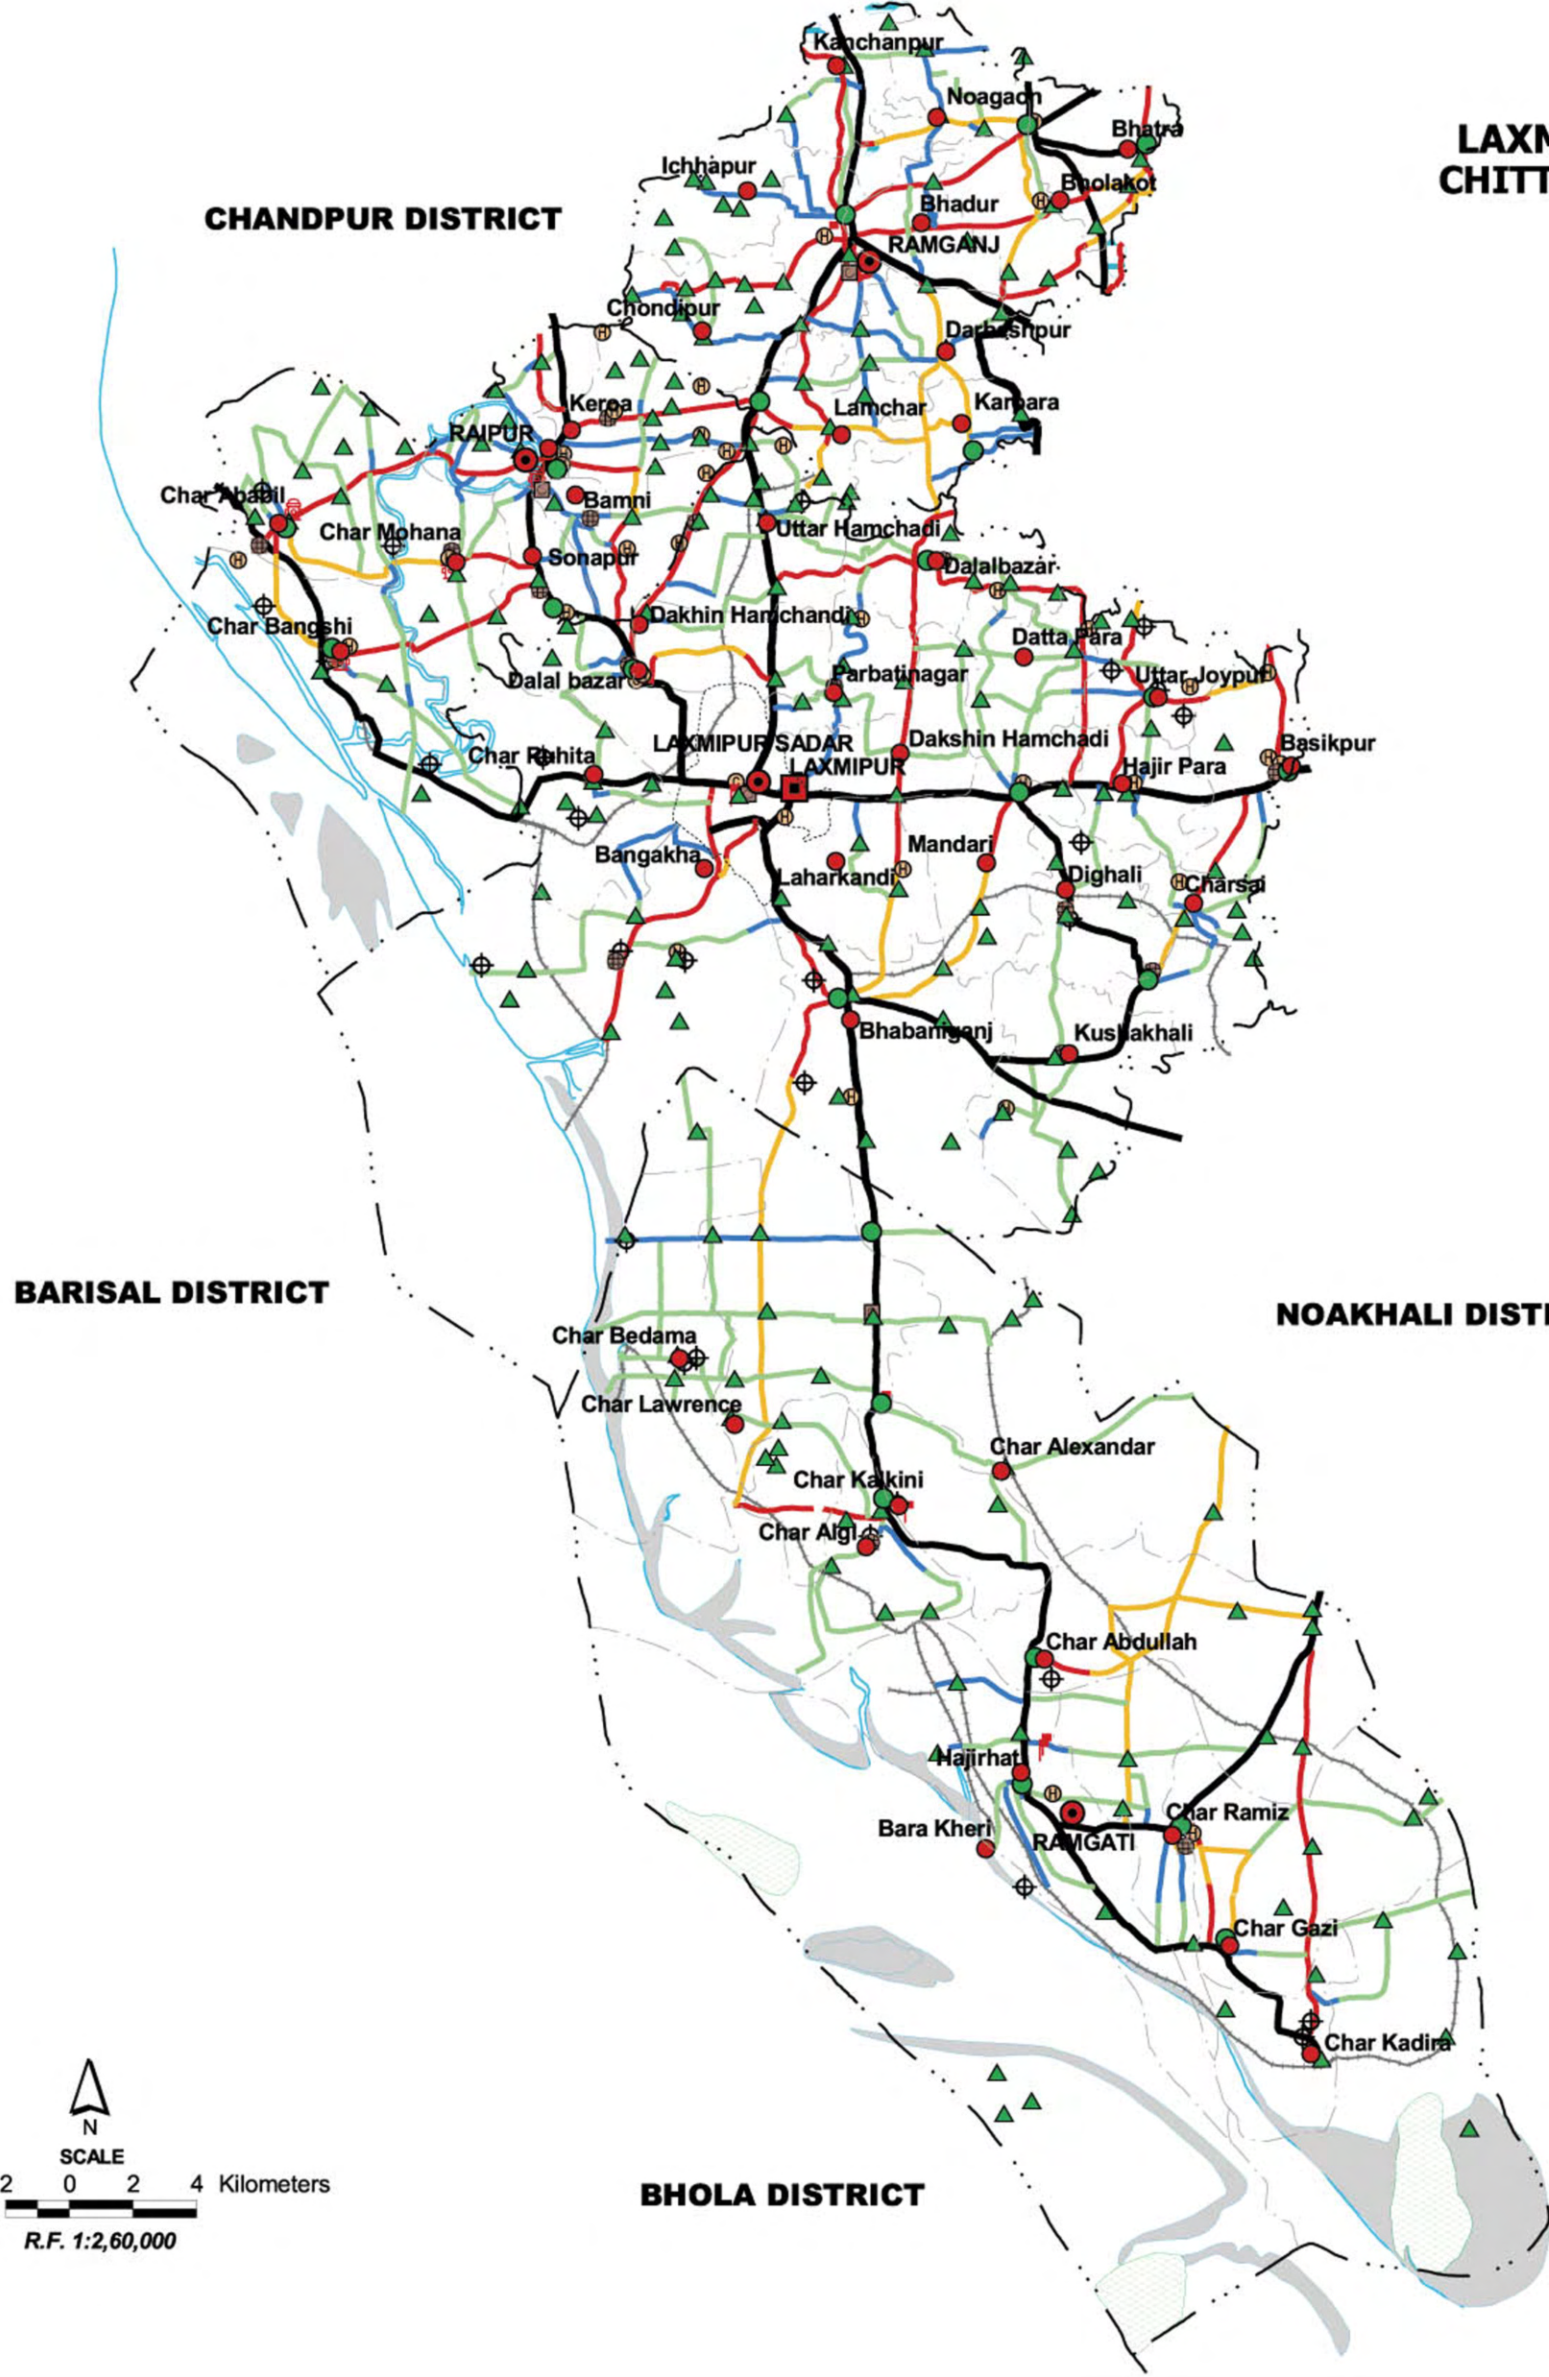 Kanchanpur
Noagaon
LAXM
Bhatra
CHITT
Ichhapur
Bholakot
Bhadur
CHANDPUR DISTRICT
RAMGANJ
Chondipur
Darbeshpur
Keroa
Lamchar
Karpara
RAIPUR
Char Ababil
Bamni
Char Mohana
Uttar Hamchadi
Sonapur
Dalalbazar
Dakhin Hamchandi
Char Bangshi
Datta Para
Dalal bazar
Parbatinagar
Uttar Joypur
LAXMIPUR SADAR
Dakshin Hamchadi
Basikpur
Char Ruhita
LAXMIPUR
Hajir Para
Bangakha
Mandari
Laharkandi
Dighali
Charsai
Bhabaniganj
Kushakhali
BARISAL DISTRICT
NOAKHALI DISTI
Char Bedama
Char Lawrence
Char Alexandar
Char Kalkini
Char Algi
Char Abdullah
Hajirhat
Char Ramiz
Bara Kheri
RAMGATI
Char Gazi
Char Kadira
N
SCALE
2 0 2 4 Kilometers
BHOLA DISTRICT
R.F. 1:2,60,000